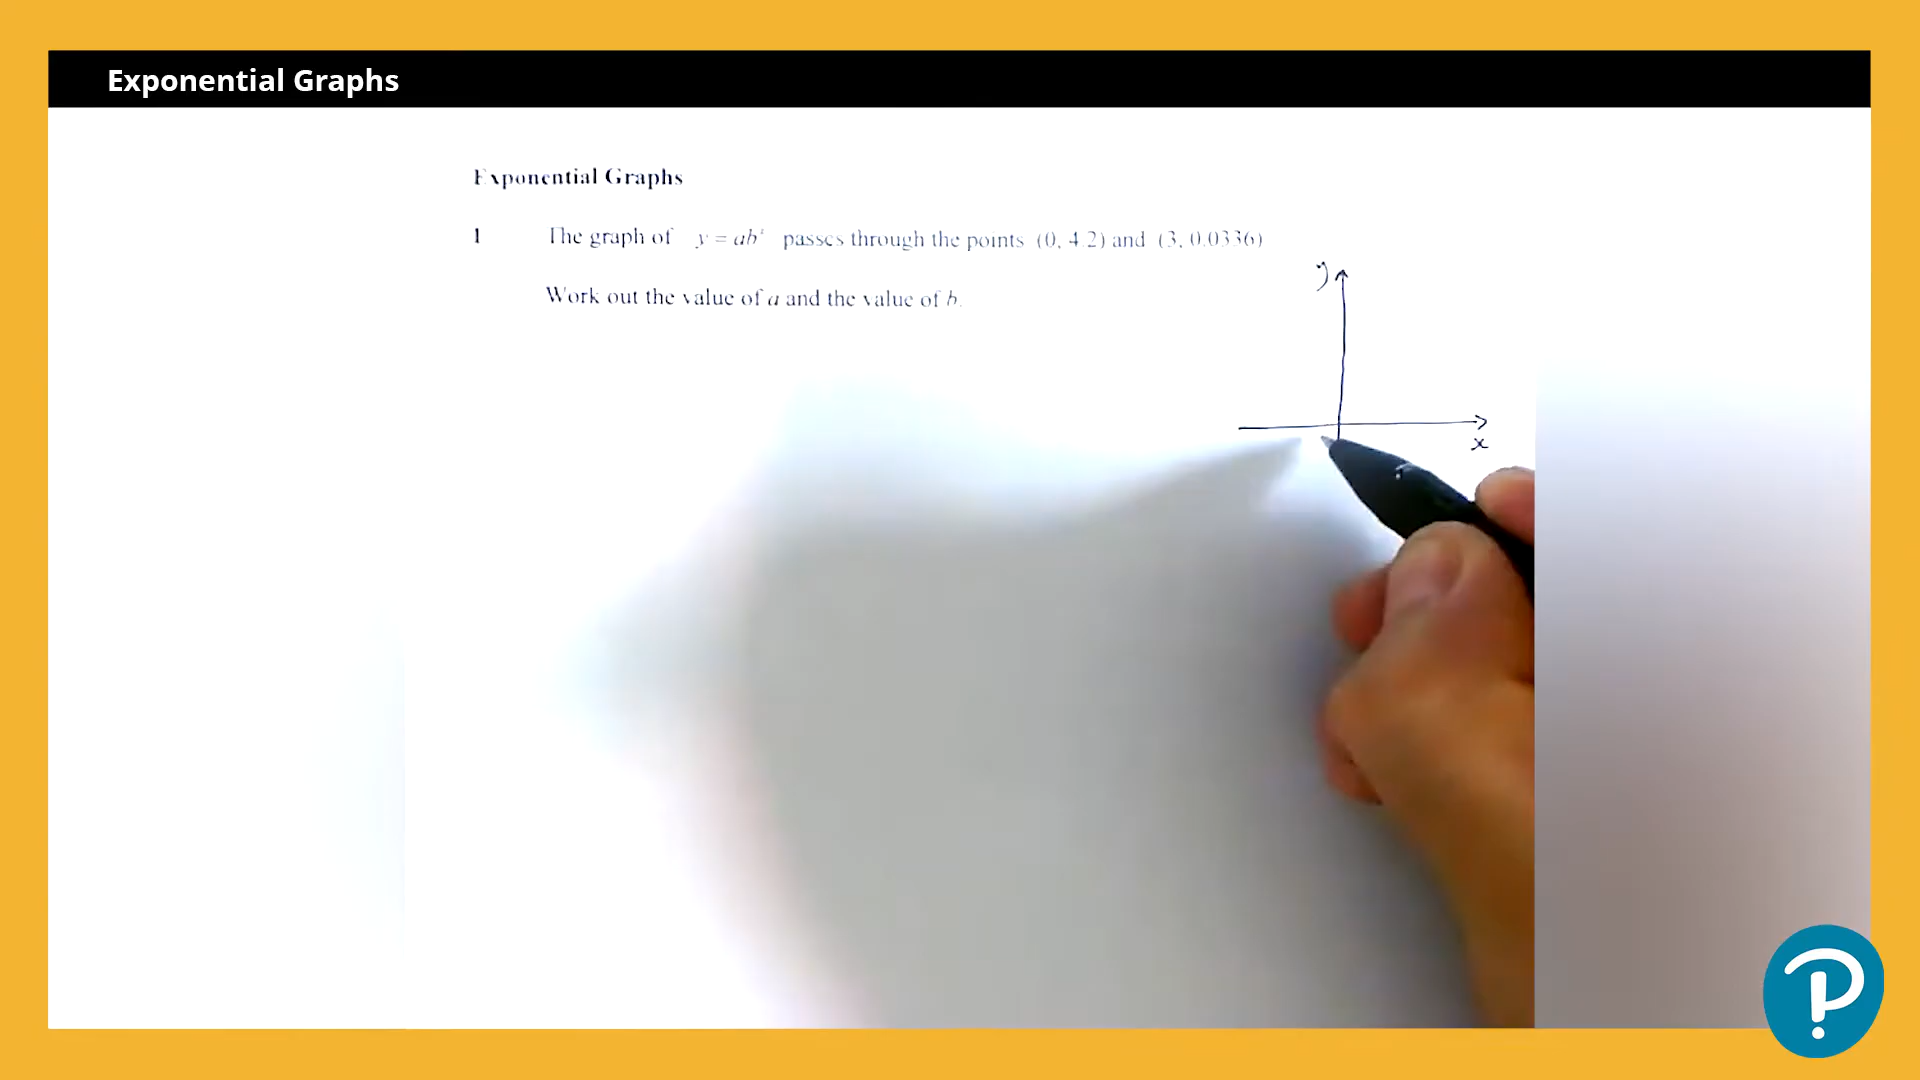 Exponential Graphs
Exponential Graphs
1 The graph of y = abˣ passes through the points (0, 4.2) and (3, 0.0336)
Work out the value of a and the value of b.
y
x